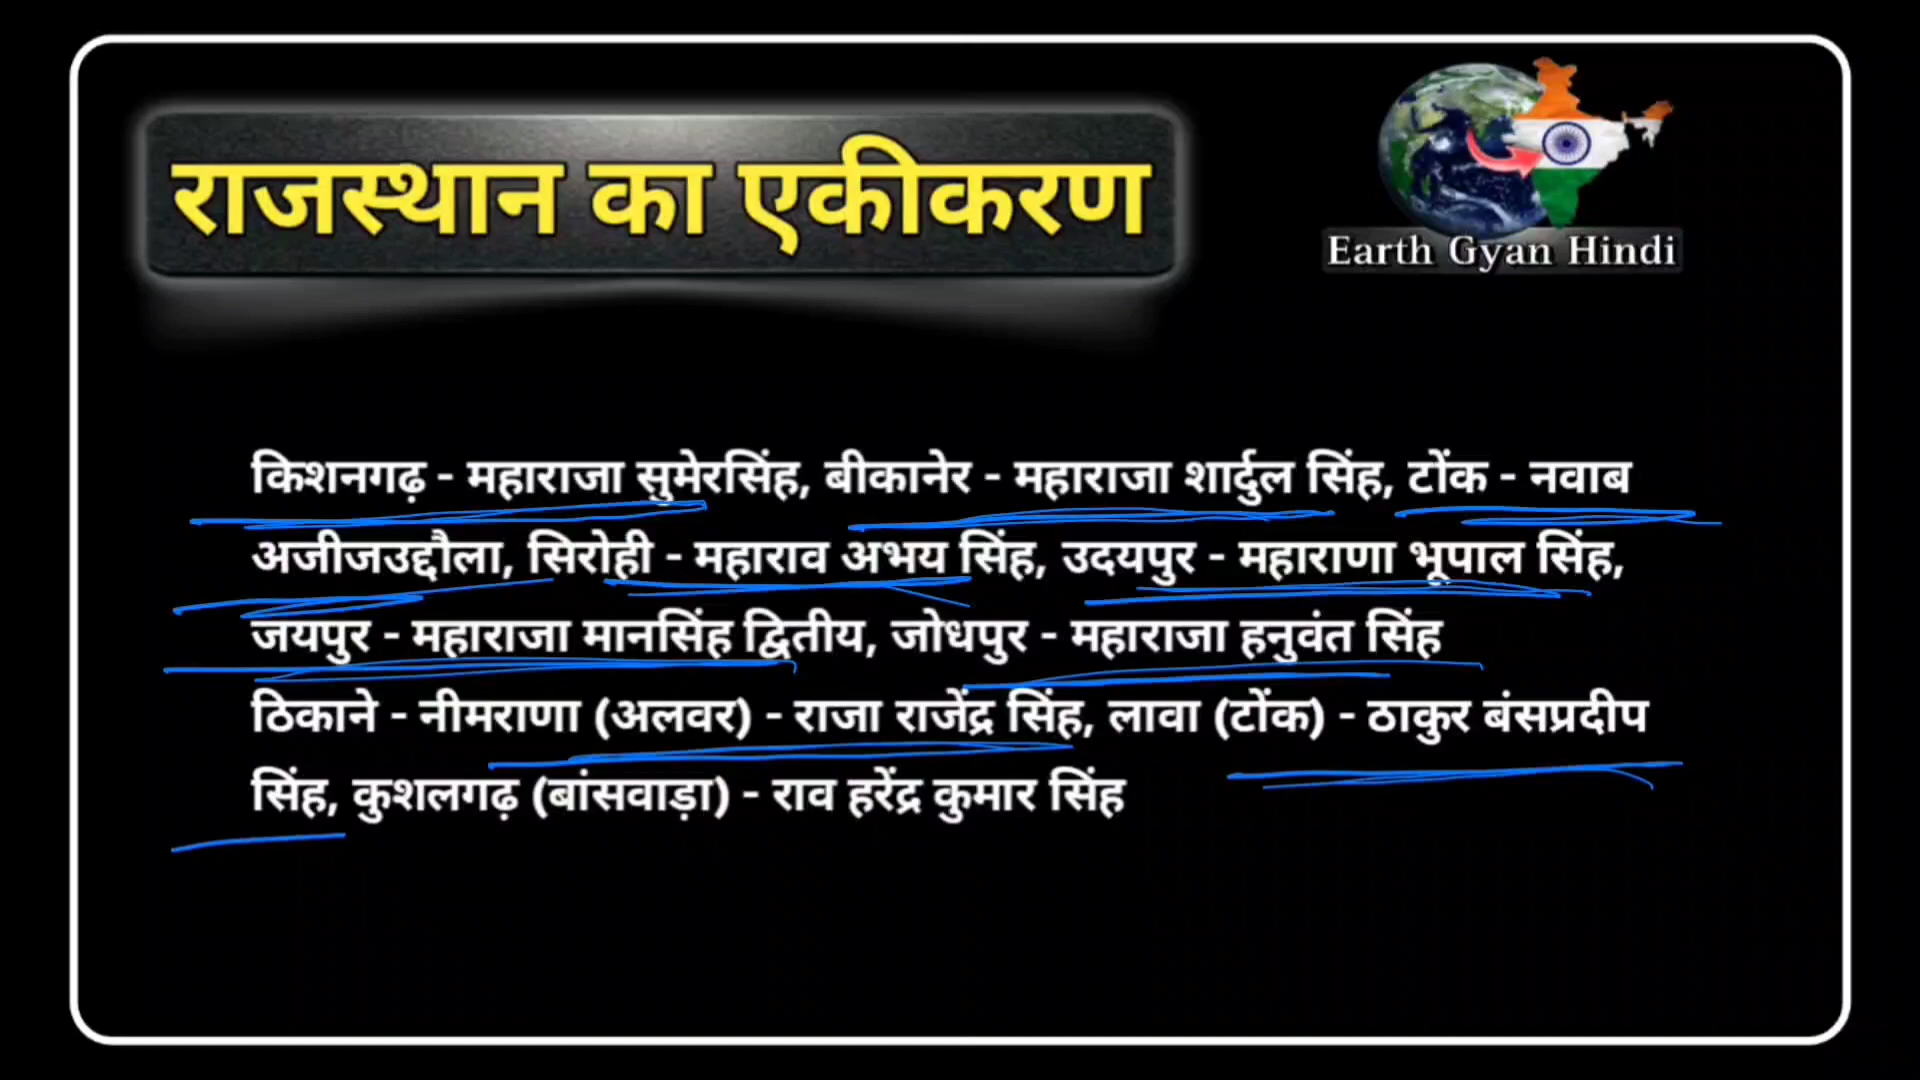 राजस्थान का एकीकरण
Earth Gyan Hindi
किशनगढ़ - महाराजा सुमेरसिंह, बीकानेर - महाराजा शार्दुल सिंह, टोंक - नवाब
अजीजउद्दौला, सिरोही - महाराव अभय सिंह, उदयपुर - महाराणा भूपाल सिंह,
जयपुर - महाराजा मानसिंह द्वितीय, जोधपुर - महाराजा हनुवंत सिंह
ठिकाने - नीमराणा (अलवर) - राजा राजेंद्र सिंह, लावा (टोंक) - ठाकुर बंसप्रदीप
सिंह, कुशलगढ़ (बांसवाड़ा) - राव हरेंद्र कुमार सिंह